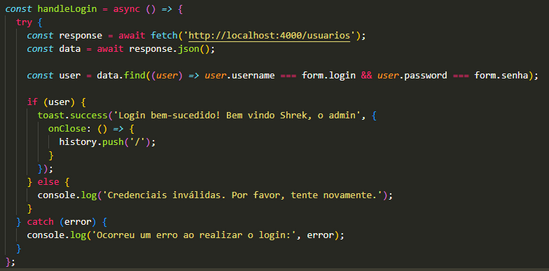 const handleLogin = async () => {
try {
const response = await fetch('http://localhost:4000/usuarios');
const data = await response.json();
const user = data.find((user) => user.username === form.login && user.password === form.senha);
if (user) {
toast.success('Login bem-sucedido! Bem vindo Shrek, o admin', {
onClose: () => {
history.push('/');
}
});
} else {
console.log('Credenciais inválidas. Por favor, tente novamente.');
}
} catch (error) {
console.log('Ocorreu um erro ao realizar o login:', error);
}
};